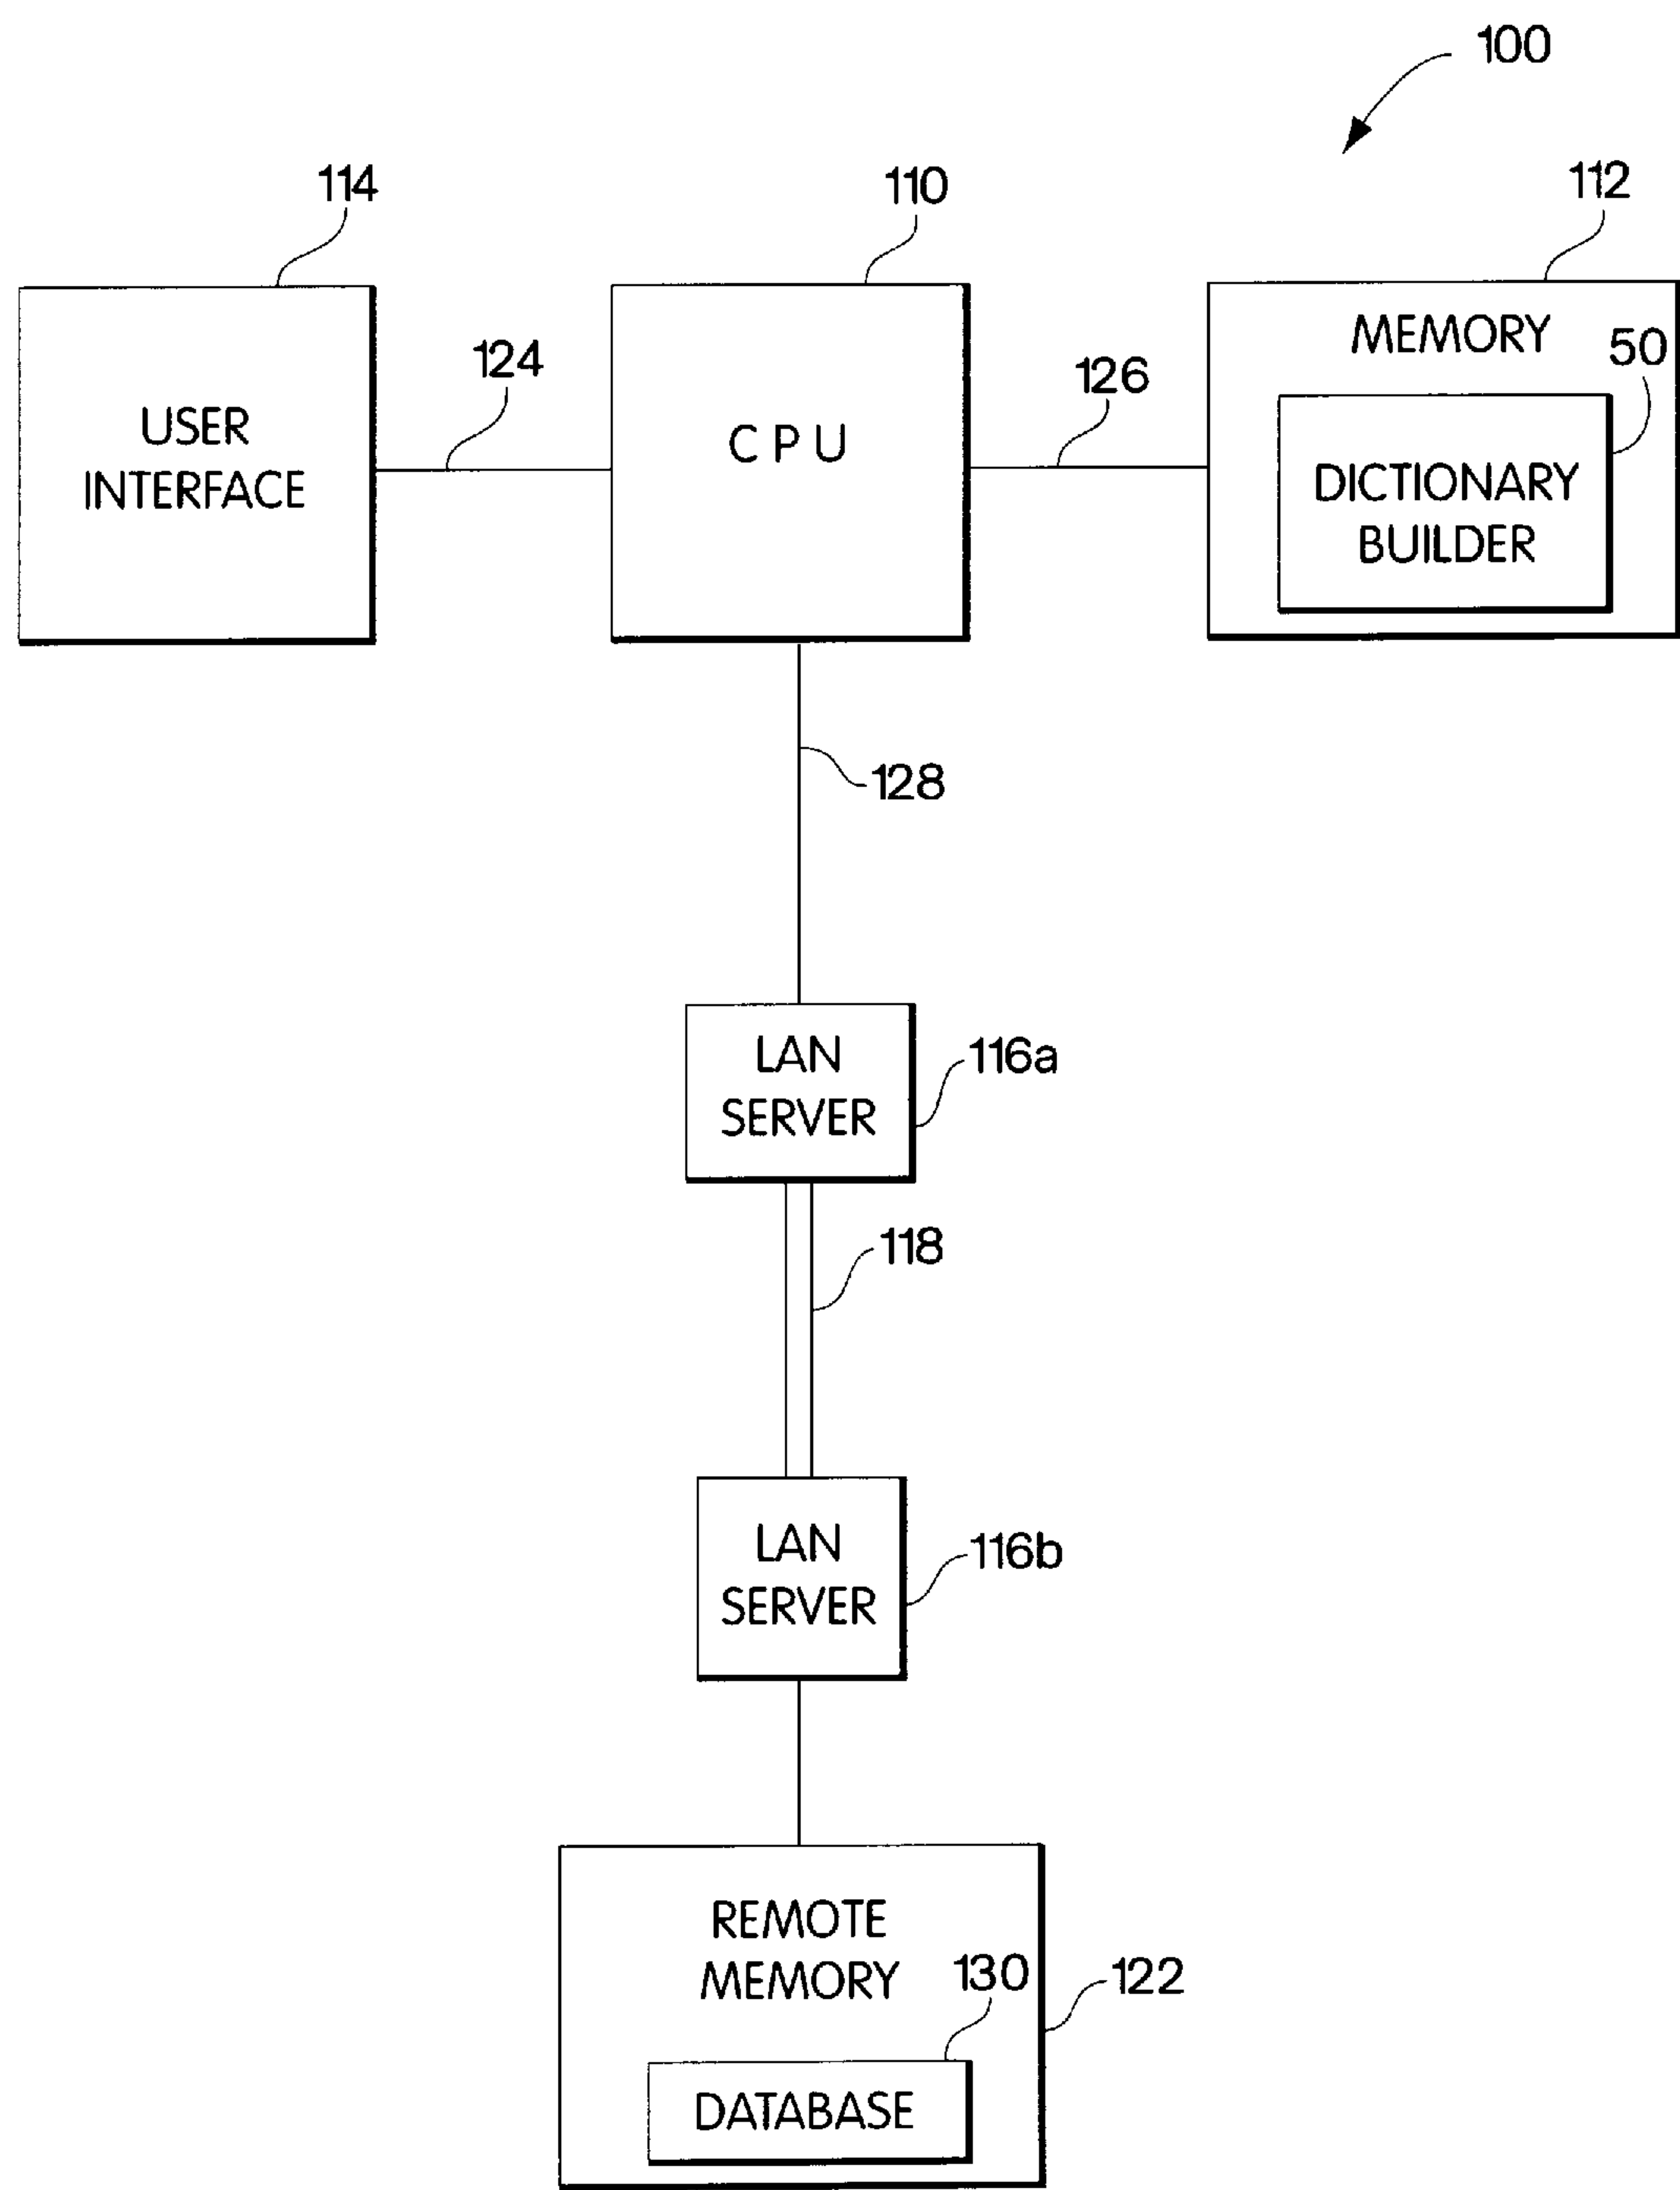 100
114
110
112
USER
INTERFACE
124
CPU
126
MEMORY
50
DICTIONARY
BUILDER
128
LAN
SERVER
116a
118
LAN
SERVER
116b
REMOTE
MEMORY
130
122
DATABASE